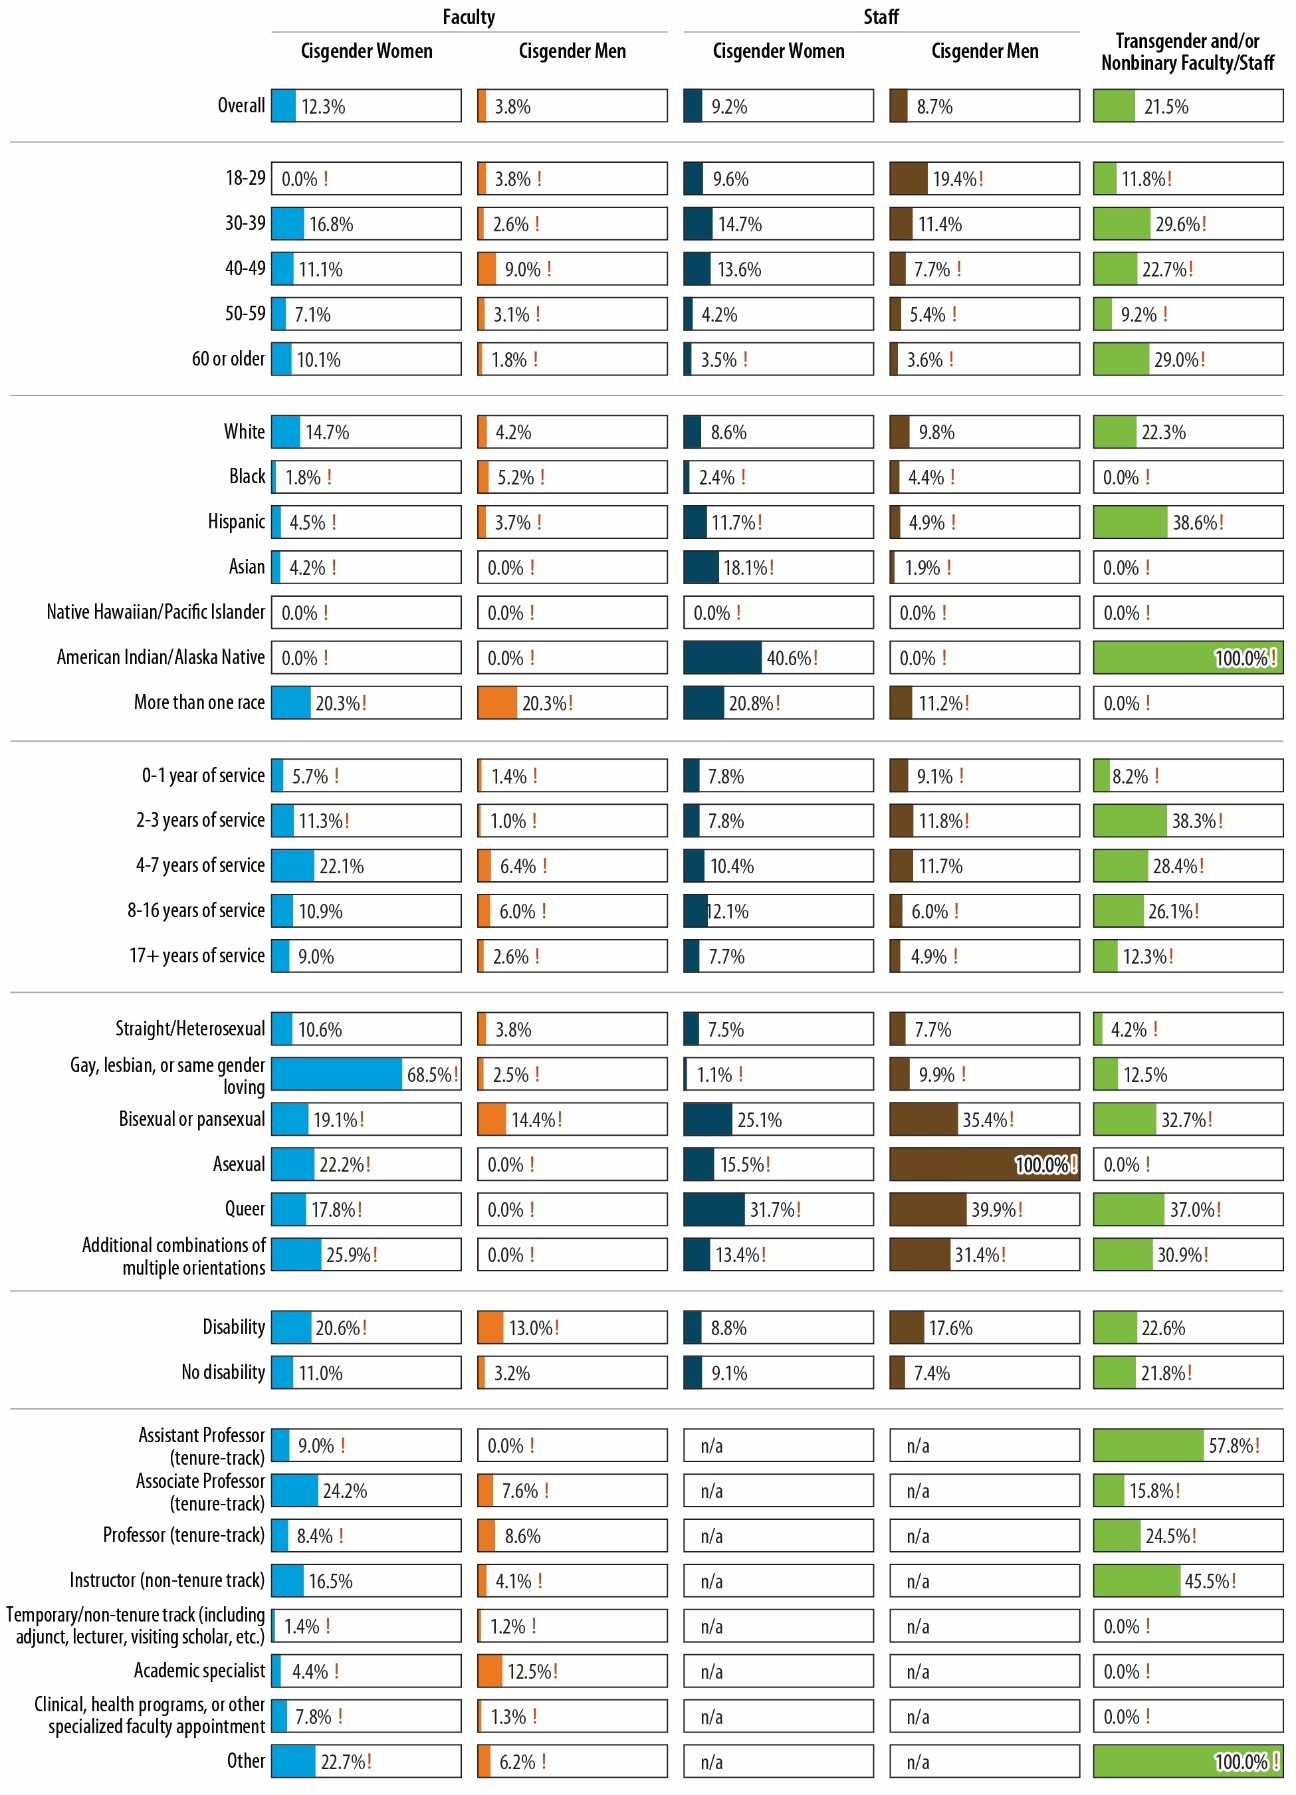 Faculty Staff
Cisgender Women Cisgender Men Cisgender Women Cisgender Men Transgender and/or
Nonbinary Faculty/Staff
Overall 12.3% 3.8% 9.2% 8.7% 21.5%
18-29 0.0% ! 3.8% ! 9.6% 19.4%! 11.8%!
30-39 16.8% 2.6% ! 14.7% 11.4% 29.6%!
40-49 11.1% 9.0% ! 13.6% 7.7% ! 22.7%!
50-59 7.1% 3.1% ! 4.2% 5.4% ! 9.2% !
60 or older 10.1% 1.8% ! 3.5% ! 3.6% ! 29.0%!
White 14.7% 4.2% 8.6% 9.8% 22.3%
Black 1.8% ! 5.2% ! 2.4% ! 4.4% ! 0.0% !
Hispanic 4.5% ! 3.7% ! 11.7%! 4.9% ! 38.6%!
Asian 4.2% ! 0.0% ! 18.1%! 1.9% ! 0.0% !
Native Hawaiian/Pacific Islander 0.0% ! 0.0% ! 0.0% ! 0.0% ! 0.0% !
American Indian/Alaska Native 0.0% ! 0.0% ! 40.6%! 0.0% ! 100.0%!
More than one race 20.3%! 20.3%! 20.8%! 11.2%! 0.0% !
0-1 year of service 5.7% ! 1.4% ! 7.8% 9.1% ! 8.2% !
2-3 years of service 11.3%! 1.0% ! 7.8% 11.8%! 38.3%!
4-7 years of service 22.1% 6.4% ! 10.4% 11.7% 28.4%!
8-16 years of service 10.9% 6.0% ! 12.1% 6.0% ! 26.1%!
17+ years of service 9.0% 2.6% ! 7.7% 4.9% ! 12.3%!
Straight/Heterosexual 10.6% 3.8% 7.5% 7.7% 4.2% !
Gay, lesbian, or same gender
loving 68.5%! 2.5% ! 1.1% ! 9.9% ! 12.5%
Bisexual or pansexual 19.1%! 14.4%! 25.1% 35.4%! 32.7%!
Asexual 22.2%! 0.0% ! 15.5%! 100.0%! 0.0% !
Queer 17.8%! 0.0% ! 31.7%! 39.9%! 37.0%!
Additional combinations of
multiple orientations 25.9%! 0.0% ! 13.4%! 31.4%! 30.9%!
Disability 20.6%! 13.0%! 8.8% 17.6% 22.6%
No disability 11.0% 3.2% 9.1% 7.4% 21.8%!
Assistant Professor
(tenure-track) 9.0% ! 0.0% ! n/a n/a 57.8%!
Associate Professor
(tenure-track) 24.2% 7.6% ! n/a n/a 15.8%!
Professor (tenure-track) 8.4% ! 8.6% n/a n/a 24.5%!
Instructor (non-tenure track) 16.5% 4.1% ! n/a n/a 45.5%!
Temporary/non-tenure track (including
adjunct, lecturer, visiting scholar, etc.) 1.4% ! 1.2% ! n/a n/a 0.0% !
Academic specialist 4.4% ! 12.5%! n/a n/a 0.0% !
Clinical, health programs, or other
specialized faculty appointment 7.8% ! 1.3% ! n/a n/a 0.0% !
Other 22.7%! 6.2% ! n/a n/a 100.0% !